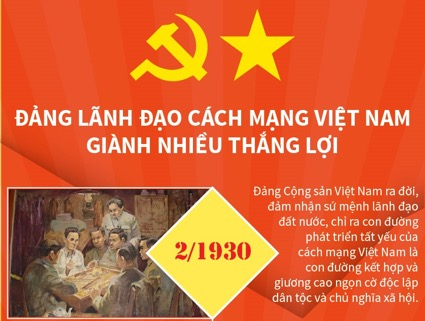 ĐẢNG LÃNH ĐẠO CÁCH MẠNG VIỆT NAM
GIÀNH NHIỀU THẮNG LỢI
2/1930
Đảng Cộng sản Việt Nam ra đời,
đảm nhận sứ mệnh lãnh đạo
đất nước, chỉ ra con đường
phát triển tất yếu của
cách mạng Việt Nam là
con đường kết hợp và
giương cao ngọn cờ độc lập
dân tộc và chủ nghĩa xã hội.